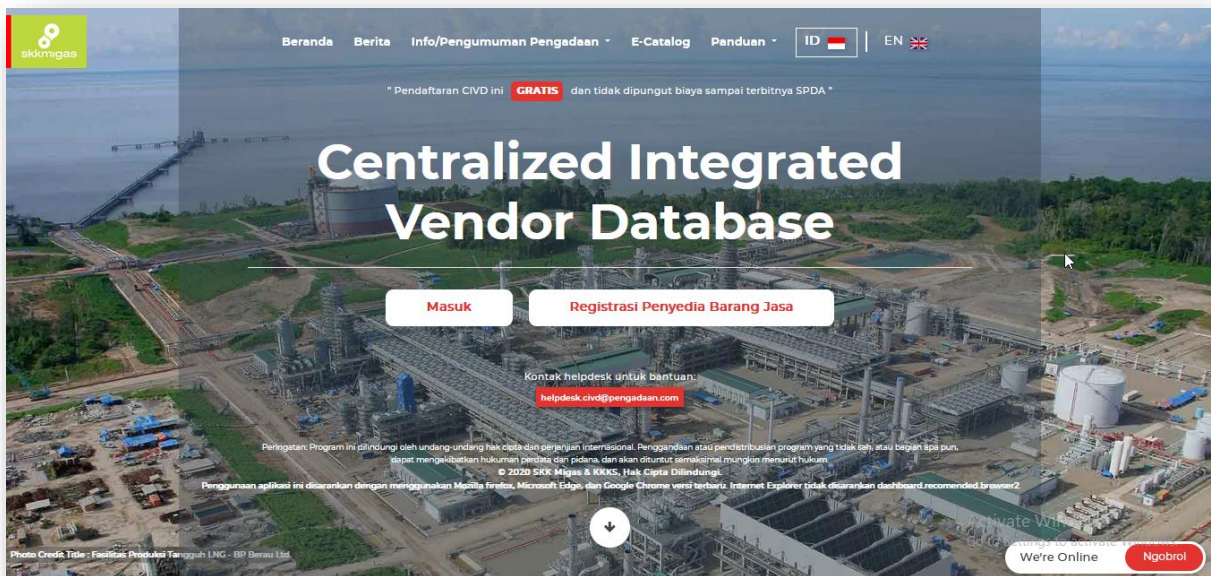 skkmigas
Beranda Berita Info/Pengumuman Pengadaan E-Catalog Panduan ID EN
" Pendaftaran CIVD ini GRATIS dan tidak dipungut biaya sampai terbitnya SPDA "
Centralized Integrated
Vendor Database
Masuk Registrasi Penyedia Barang Jasa
Kontak helpdesk untuk bantuan:
helpdesk.civd@pengadaan.com
Peringatan: Program ini dilindungi oleh undang-undang hak cipta dan perjanjian internasional. Penggandaan atau pendistribusian program yang tidak sah, atau bagian apa pun,
dapat mengakibatkan hukuman perdata dan pidana, dan akan dituntut semaksimal mungkin menurut hukum.
© 2020 SKK Migas & KKKS, Hak Cipta Dilindungi.
Penggunaan aplikasi ini disarankan dengan menggunakan Mozilla firefox, Microsoft Edge, dan Google Chrome versi terbaru. Internet Explorer tidak disarankan dashboard.recomended.browser2
Photo Credit Title : Fasilitas Produksi Tangguh LNG - BP Berau Ltd.
We're Online Ngobrol